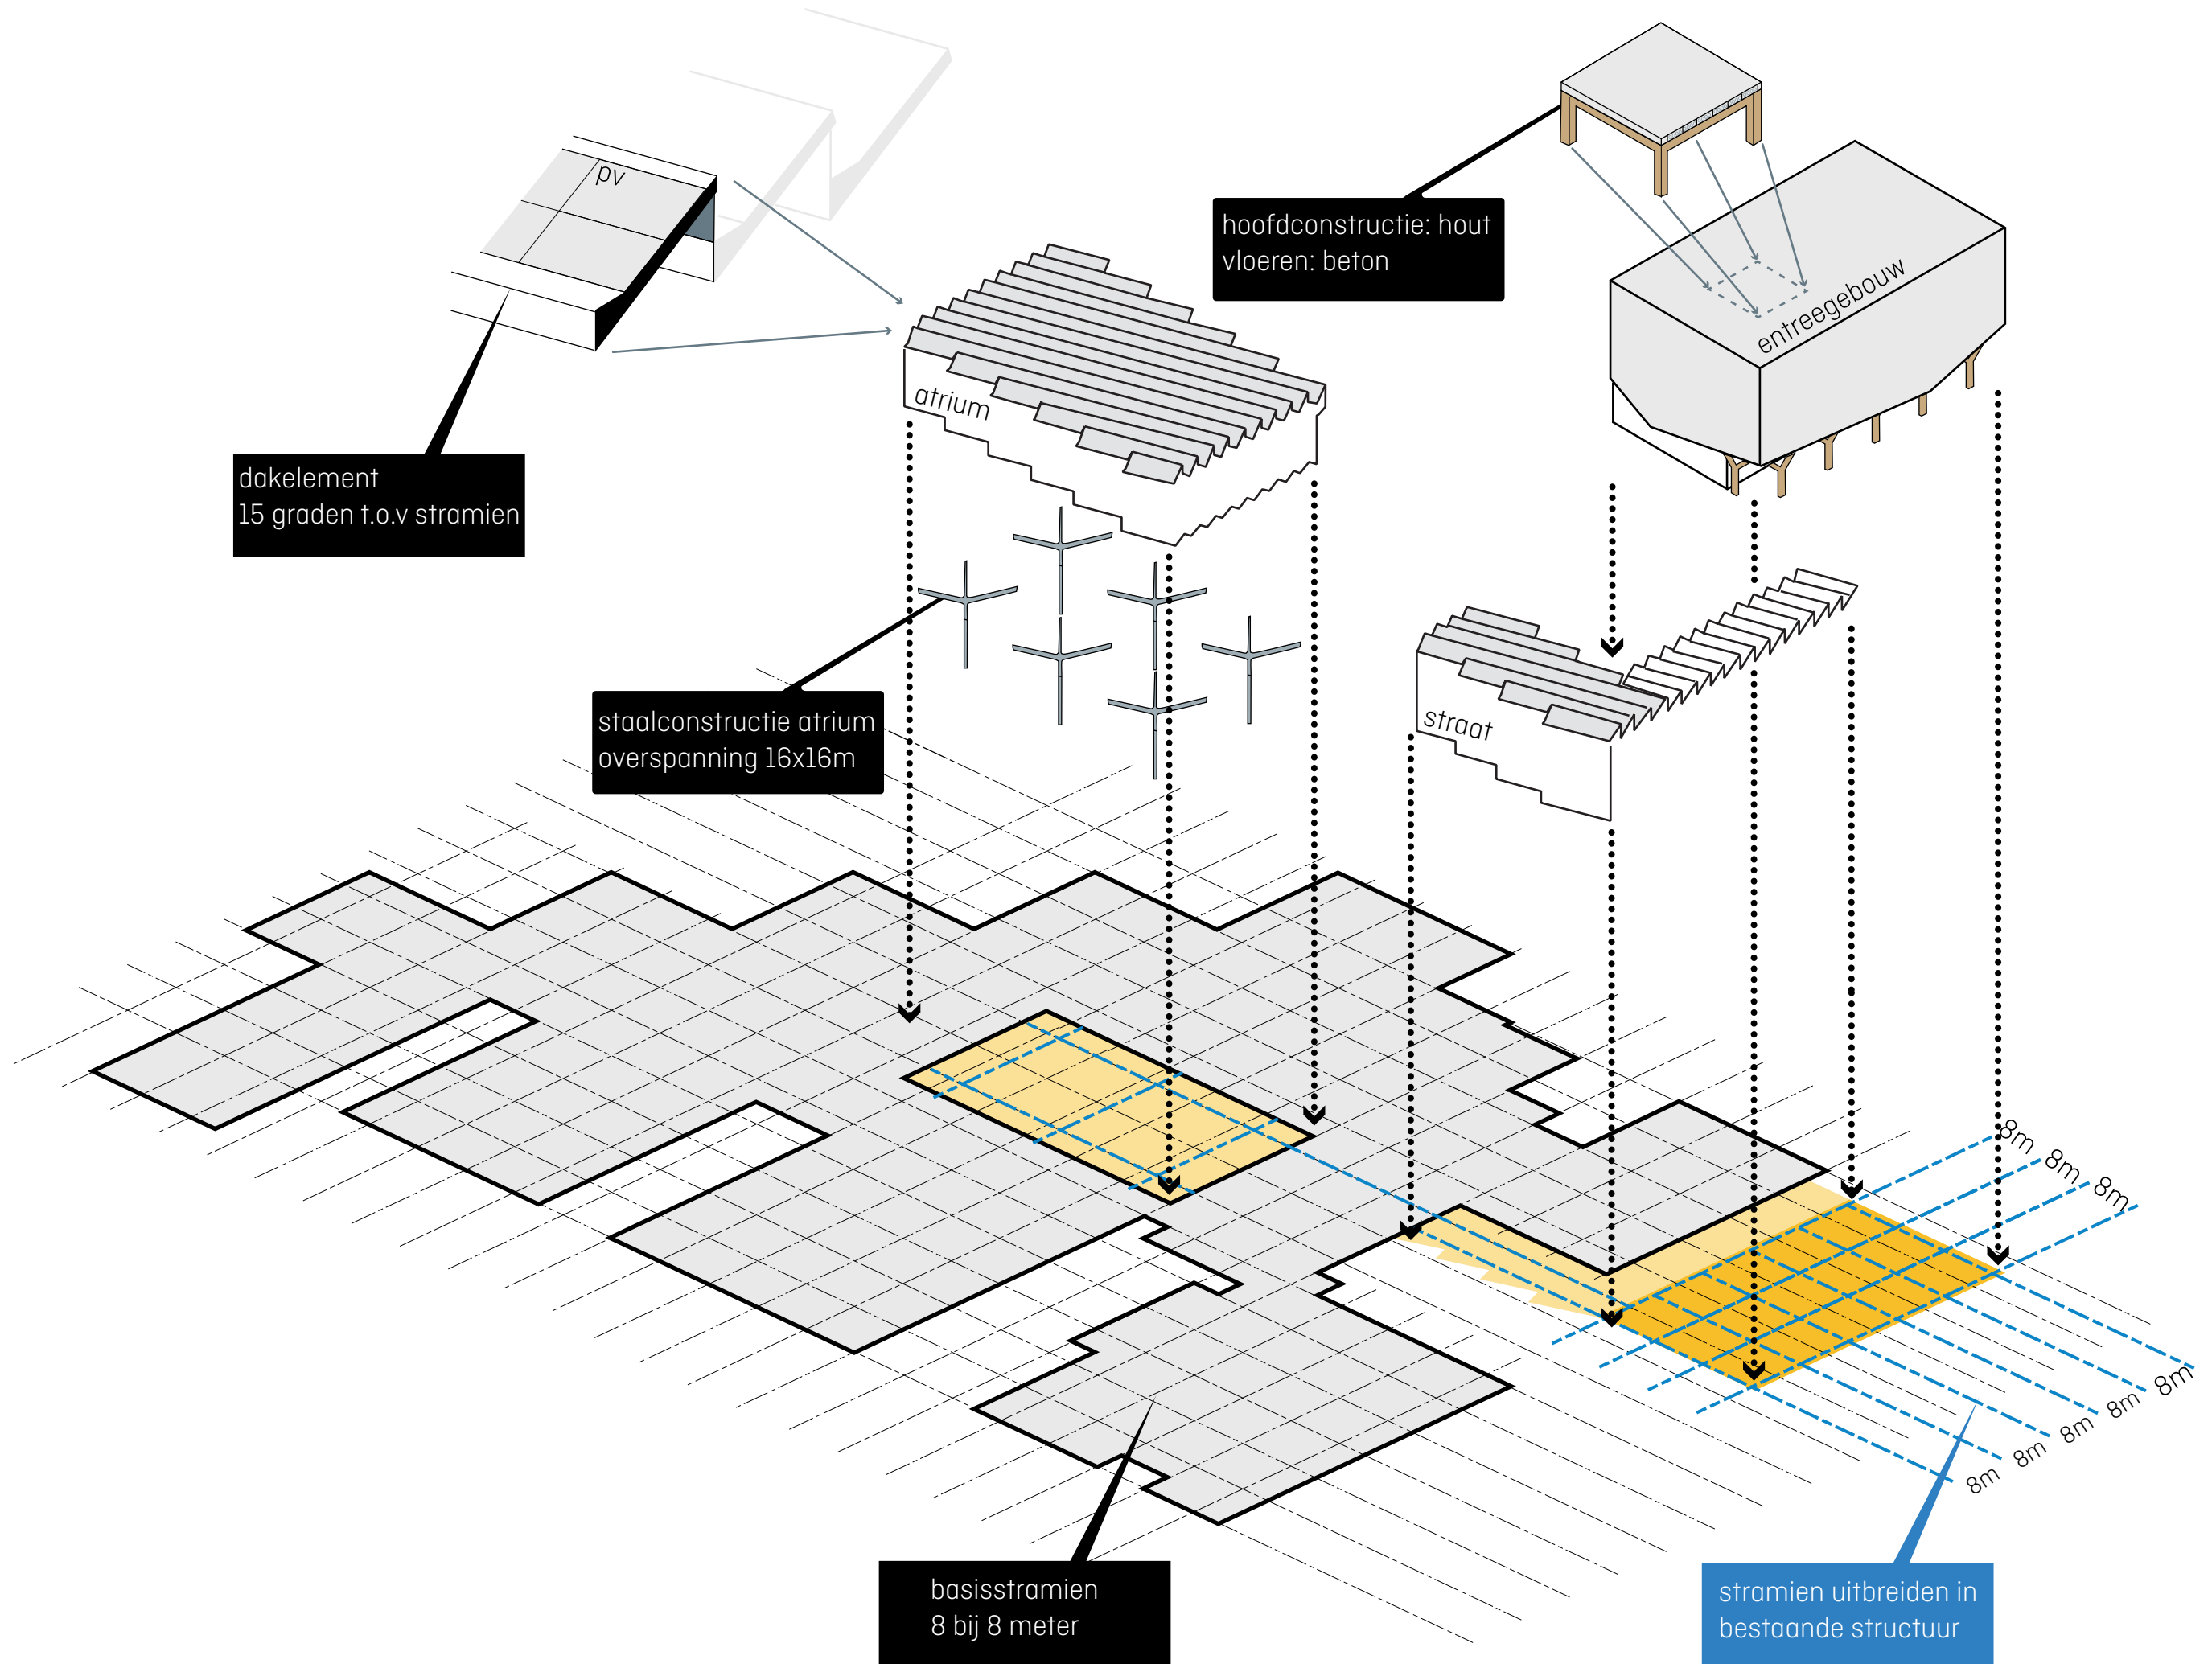 pv
hoofdconstructie: hout
vloeren: beton
entreegebouw
atrium
dakelement
15 graden t.o.v stramien
staalconstructie atrium
overspanning 16x16m
straat
8m
8m
8m
8m
8m
8m
8m
8m
basisstramien
8 bij 8 meter
stramien uitbreiden in
bestaande structuur